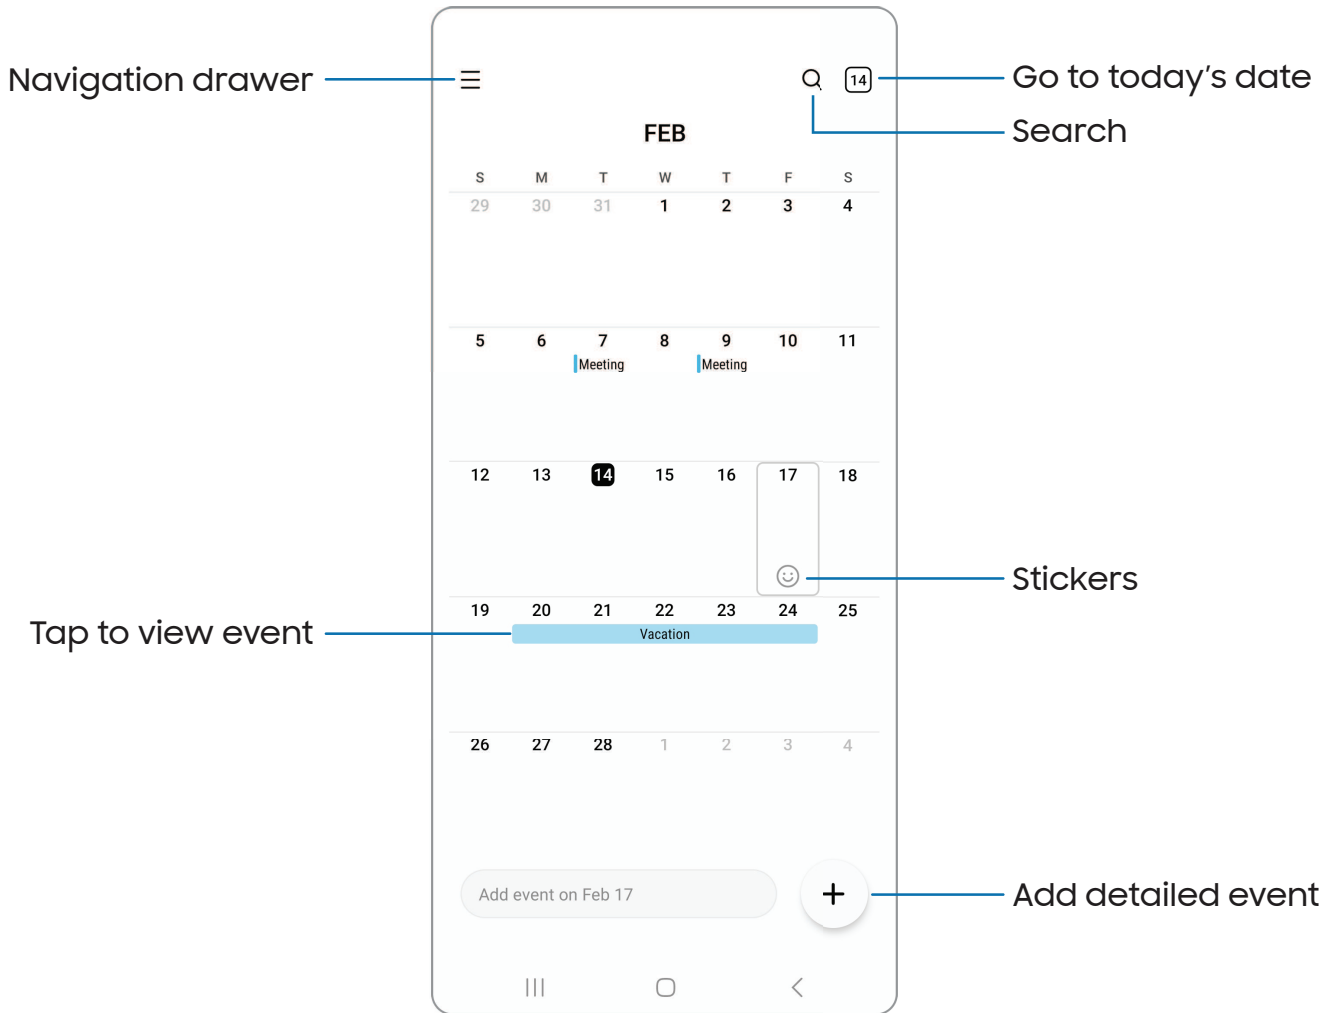 Navigation drawer
14
Go to today's date
Search
FEB
S M T W T F S
29 30 31 1 2 3 4
5 6 7 8 9 10 11
Meeting Meeting
12 13 14 15 16 17 18
Stickers
19 20 21 22 23 24 25
Tap to view event
Vacation
26 27 28 1 2 3 4
Add event on Feb 17
Add detailed event